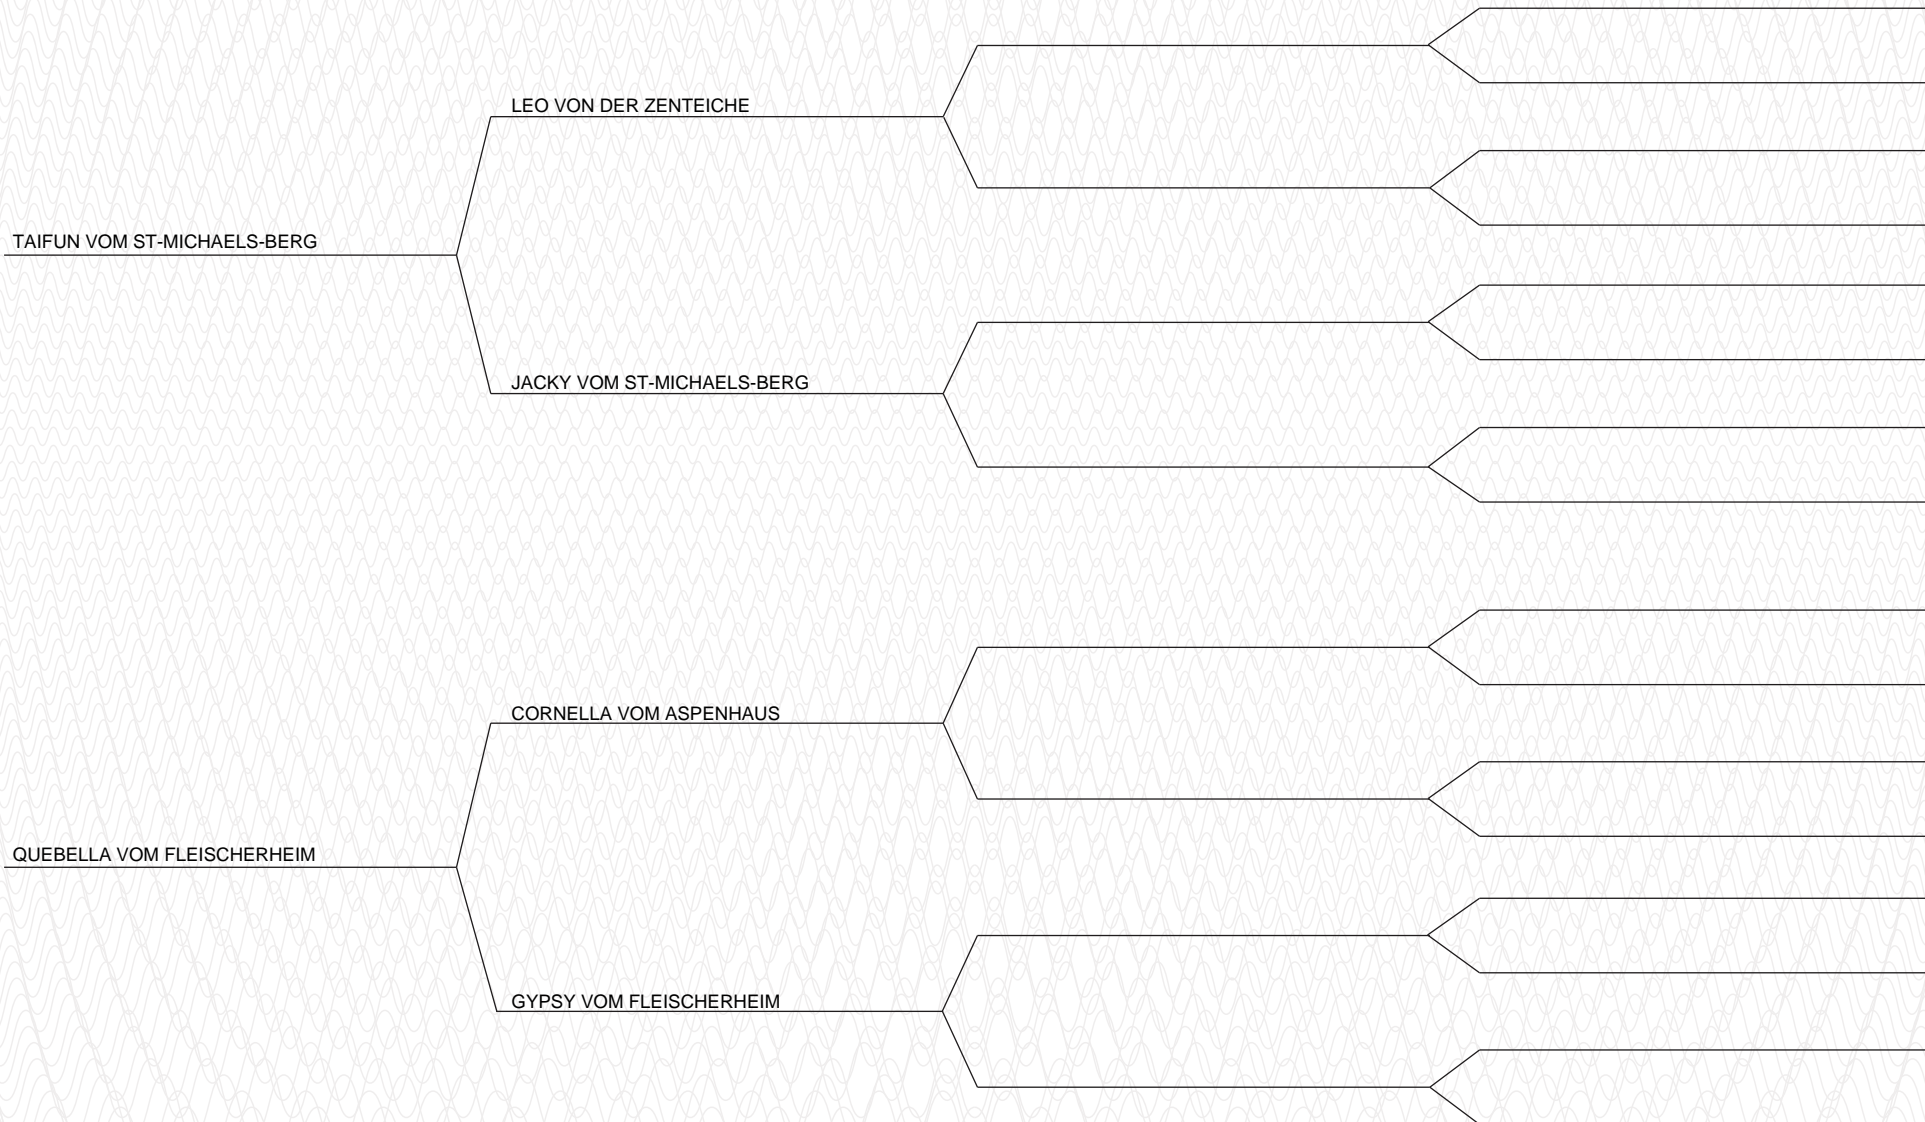 LEO VON DER ZENTEICHE
TAIFUN VOM ST-MICHAELS-BERG
JACKY VOM ST-MICHAELS-BERG
CORNELLA VOM ASPENHAUS
QUEBELLA VOM FLEISCHERHEIM
GYPSY VOM FLEISCHERHEIM